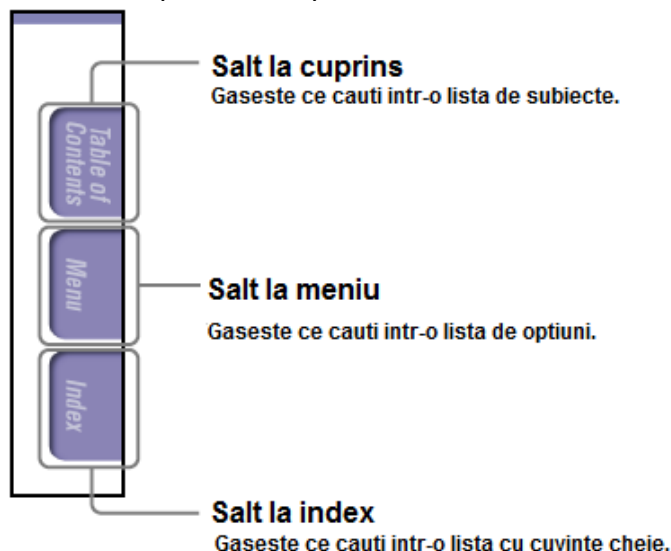 Salt la cuprins
Gaseste ce cauti intr-o lista de subiecte.
Table of
Contents
Menu
Salt la meniu
Gaseste ce cauti intr-o lista de optiuni.
Index
Salt la index
Gaseste ce cauti intr-o lista cu cuvinte cheie.